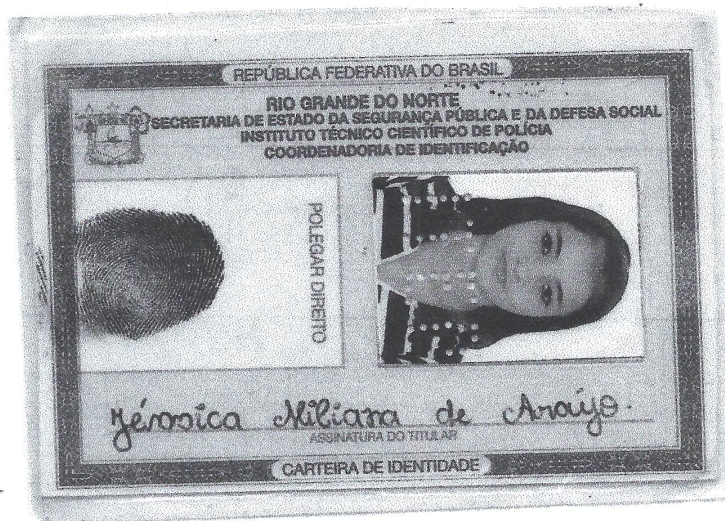 REPÚBLICA FEDERATIVA DO BRASIL
RIO GRANDE DO NORTE
SECRETARIA DE ESTADO DA SEGURANÇA PÚBLICA E DA DEFESA SOCIAL
INSTITUTO TÉCNICO CIENTÍFICO DE POLÍCIA
COORDENADORIA DE IDENTIFICAÇÃO
POLEGAR DIREITO
Jéssica Miliana de Araújo.
ASSINATURA DO TITULAR
CARTEIRA DE IDENTIDADE